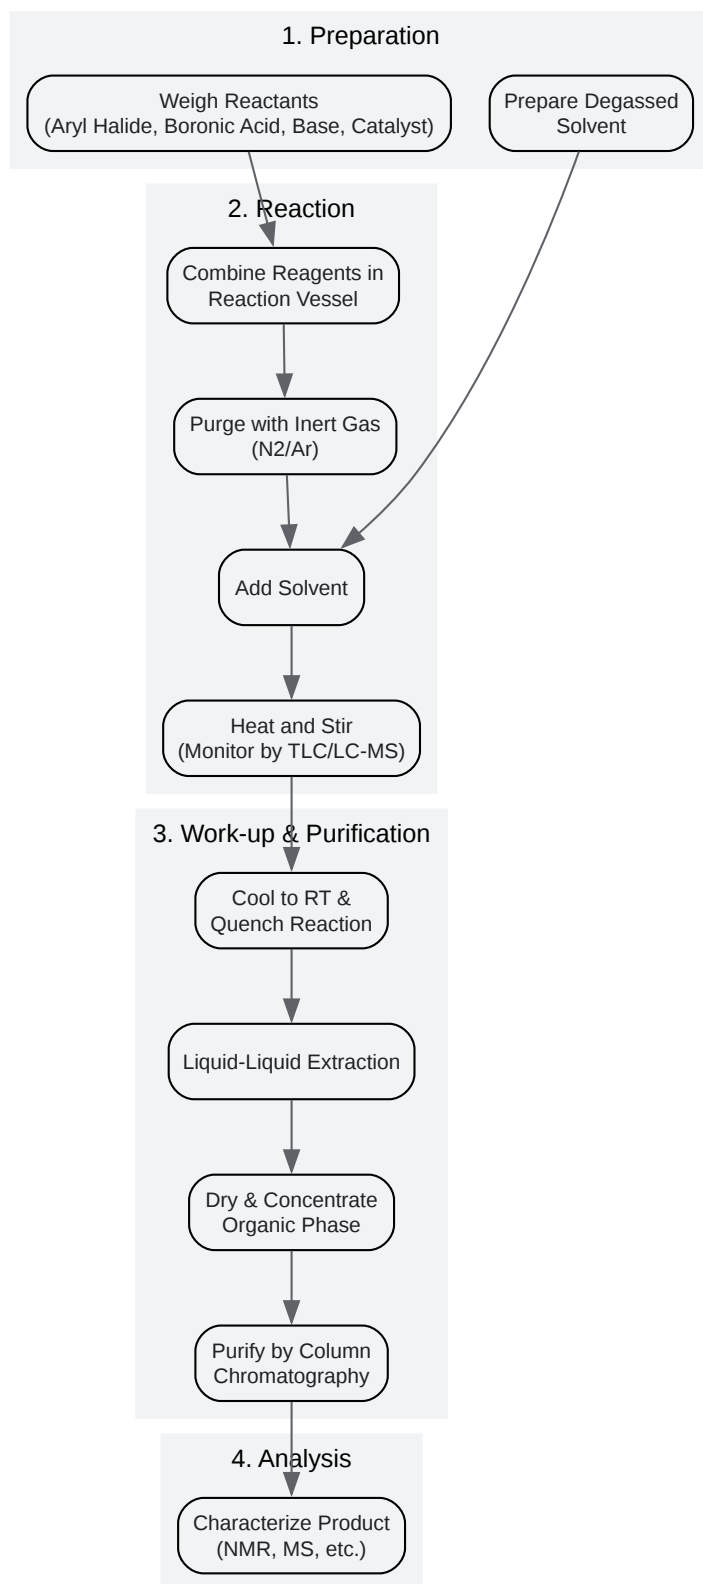 1. Preparation
Weigh Reactants
(Aryl Halide, Boronic Acid, Base, Catalyst)
Prepare Degassed
Solvent
2. Reaction
Combine Reagents in
Reaction Vessel
Purge with Inert Gas
(N2/Ar)
Add Solvent
Heat and Stir
(Monitor by TLC/LC-MS)
3. Work-up & Purification
Cool to RT &
Quench Reaction
Liquid-Liquid Extraction
Dry & Concentrate
Organic Phase
Purify by Column
Chromatography
4. Analysis
Characterize Product
(NMR, MS, etc.)